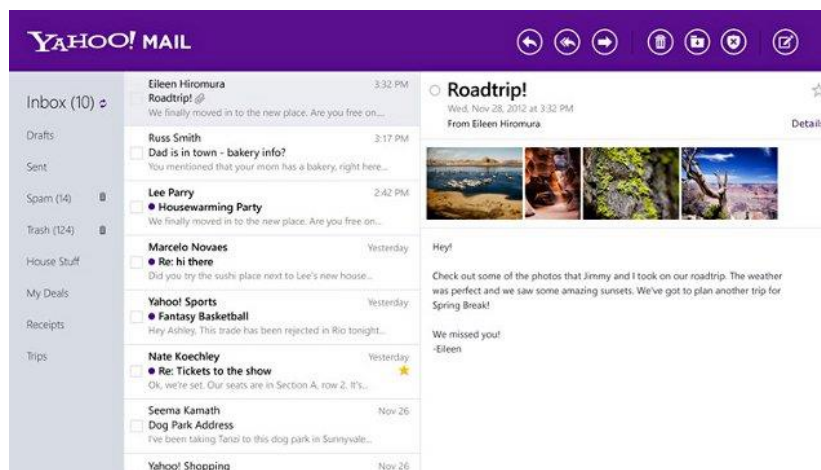 YAHOO! MAIL
Inbox (10)
Drafts
Sent
Spam (14)
Trash (124)
House Stuff
My Deals
Receipts
Trips
Eileen Hiromura 3:32 PM
Roadtrip!
We finally moved in to the new place. Are you free on...
Russ Smith 3:17 PM
Dad is in town - bakery info?
You mentioned that your mom has a bakery, right here...
Lee Parry 2:42 PM
Housewarming Party
We finally moved in to the new place. Are you free on...
Marcelo Novaes Yesterday
Re: hi there
Did you try the sushi place next to Lee's new house...
Yahoo! Sports Yesterday
Fantasy Basketball
Hey Ashley, This trade has been rejected in Rio tonight...
Nate Koechley Yesterday
Re: Tickets to the show
Ok, we're set. Our seats are in Section A, row 2. It's...
Seema Kamath Nov 26
Dog Park Address
I've been taking Tanzi to this dog park in Sunnyvale...
Yahoo! Shopping Nov 26
Roadtrip!
Wed, Nov 28, 2012 at 3:32 PM
From Eileen Hiromura Details
Hey!
Check out some of the photos that Jimmy and I took on our roadtrip. The weather
was perfect and we saw some amazing sunsets. We've got to plan another trip for
Spring Break!
We missed you!
-Eileen